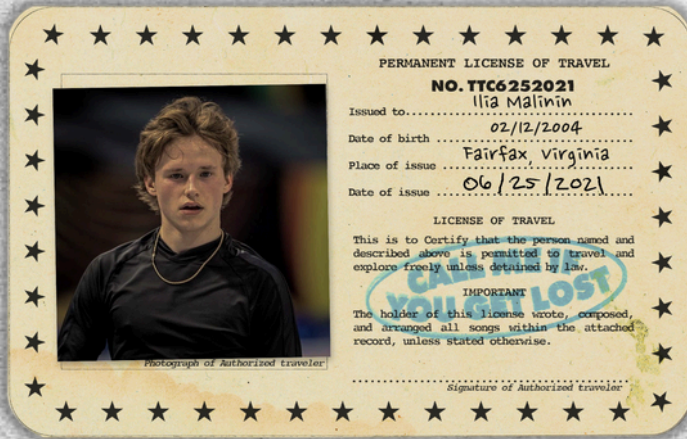 PERMANENT LICENSE OF TRAVEL
NO. TTC6252021
Issued to.... Ilia Malinin
Date of birth .... 02/12/2004
Place of issue .... Fairfax, Virginia
Date of issue .... 06/25/2021
LICENSE OF TRAVEL
This is to Certify that the person named and
described above is permitted to travel and
explore freely unless detained by law.
CALL ME IF
YOU GET LOST
IMPORTANT
The holder of this license wrote, composed,
and arranged all songs within the attached
record, unless stated otherwise.
Photograph of Authorized traveler
Signature of Authorized traveler